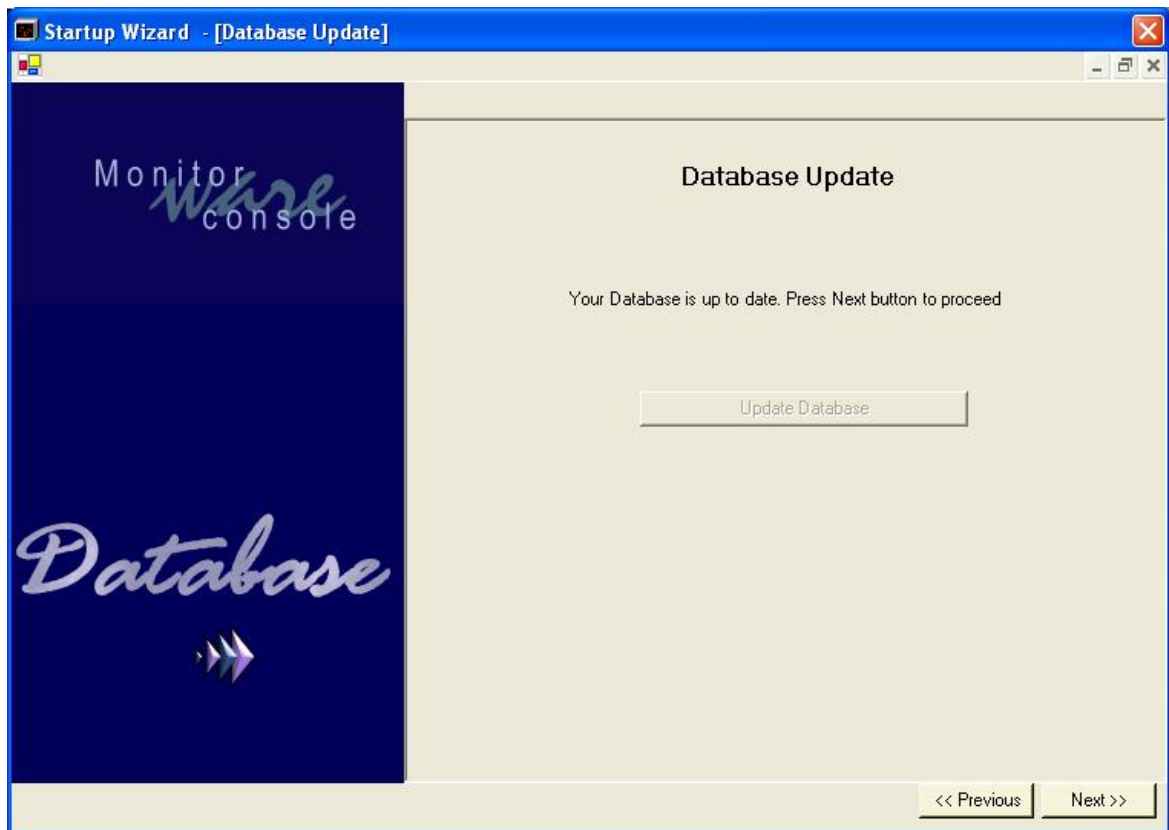 Startup Wizard - [Database Update]
Monitor
ware
console
Database
Database Update
Your Database is up to date. Press Next button to proceed
Update Database
<< Previous
Next >>